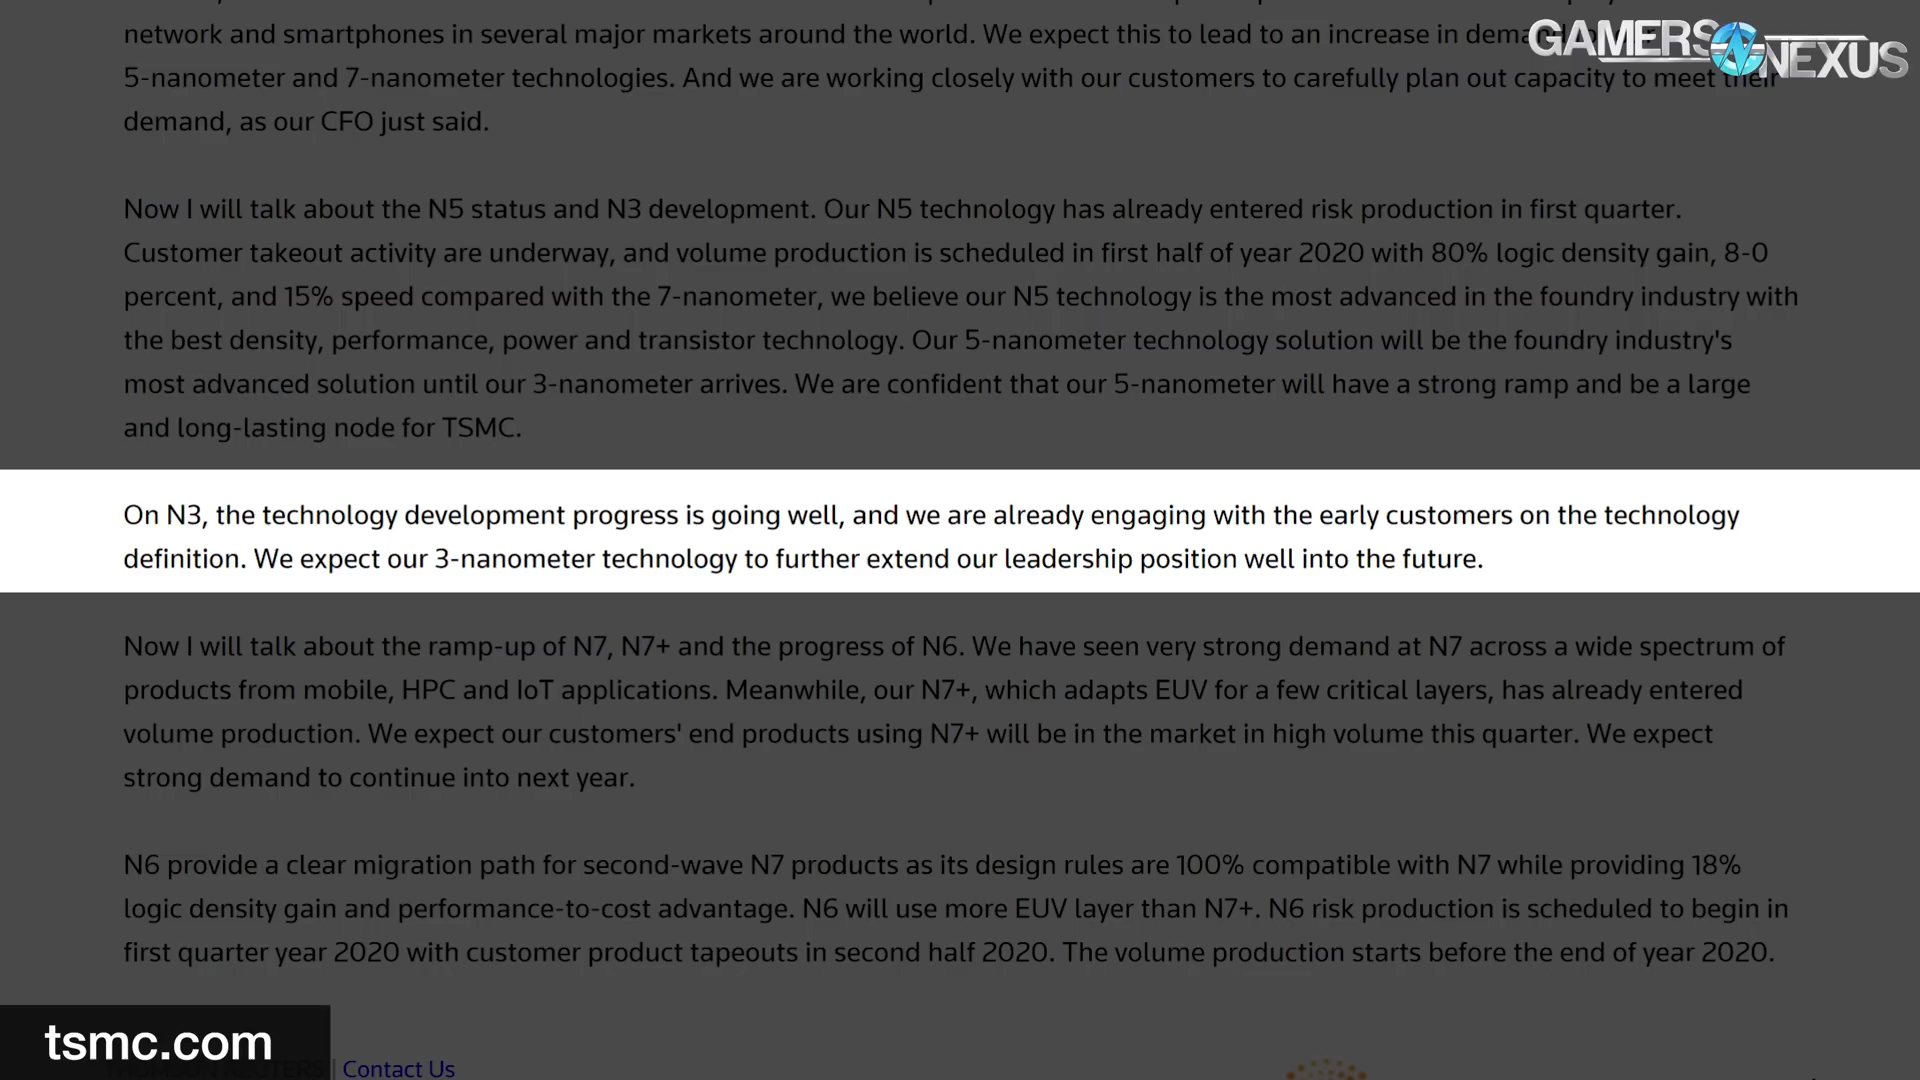 network and smartphones in several major markets around the world. We expect this to lead to an increase in demand
GAMERS NEXUS
5-nanometer and 7-nanometer technologies. And we are working closely with our customers to carefully plan out capacity to meet their
demand, as our CFO just said.
Now I will talk about the N5 status and N3 development. Our N5 technology has already entered risk production in first quarter.
Customer takeout activity are underway, and volume production is scheduled in first half of year 2020 with 80% logic density gain, 8-0
percent, and 15% speed compared with the 7-nanometer, we believe our N5 technology is the most advanced in the foundry industry with
the best density, performance, power and transistor technology. Our 5-nanometer technology solution will be the foundry industry's
most advanced solution until our 3-nanometer arrives. We are confident that our 5-nanometer will have a strong ramp and be a large
and long-lasting node for TSMC.
On N3, the technology development progress is going well, and we are already engaging with the early customers on the technology
definition. We expect our 3-nanometer technology to further extend our leadership position well into the future.
Now I will talk about the ramp-up of N7, N7+ and the progress of N6. We have seen very strong demand at N7 across a wide spectrum of
products from mobile, HPC and IoT applications. Meanwhile, our N7+, which adapts EUV for a few critical layers, has already entered
volume production. We expect our customers' end products using N7+ will be in the market in high volume this quarter. We expect
strong demand to continue into next year.
N6 provide a clear migration path for second-wave N7 products as its design rules are 100% compatible with N7 while providing 18%
logic density gain and performance-to-cost advantage. N6 will use more EUV layer than N7+. N6 risk production is scheduled to begin in
first quarter year 2020 with customer product tapeouts in second half 2020. The volume production starts before the end of year 2020.
tsmc.com
| Contact Us